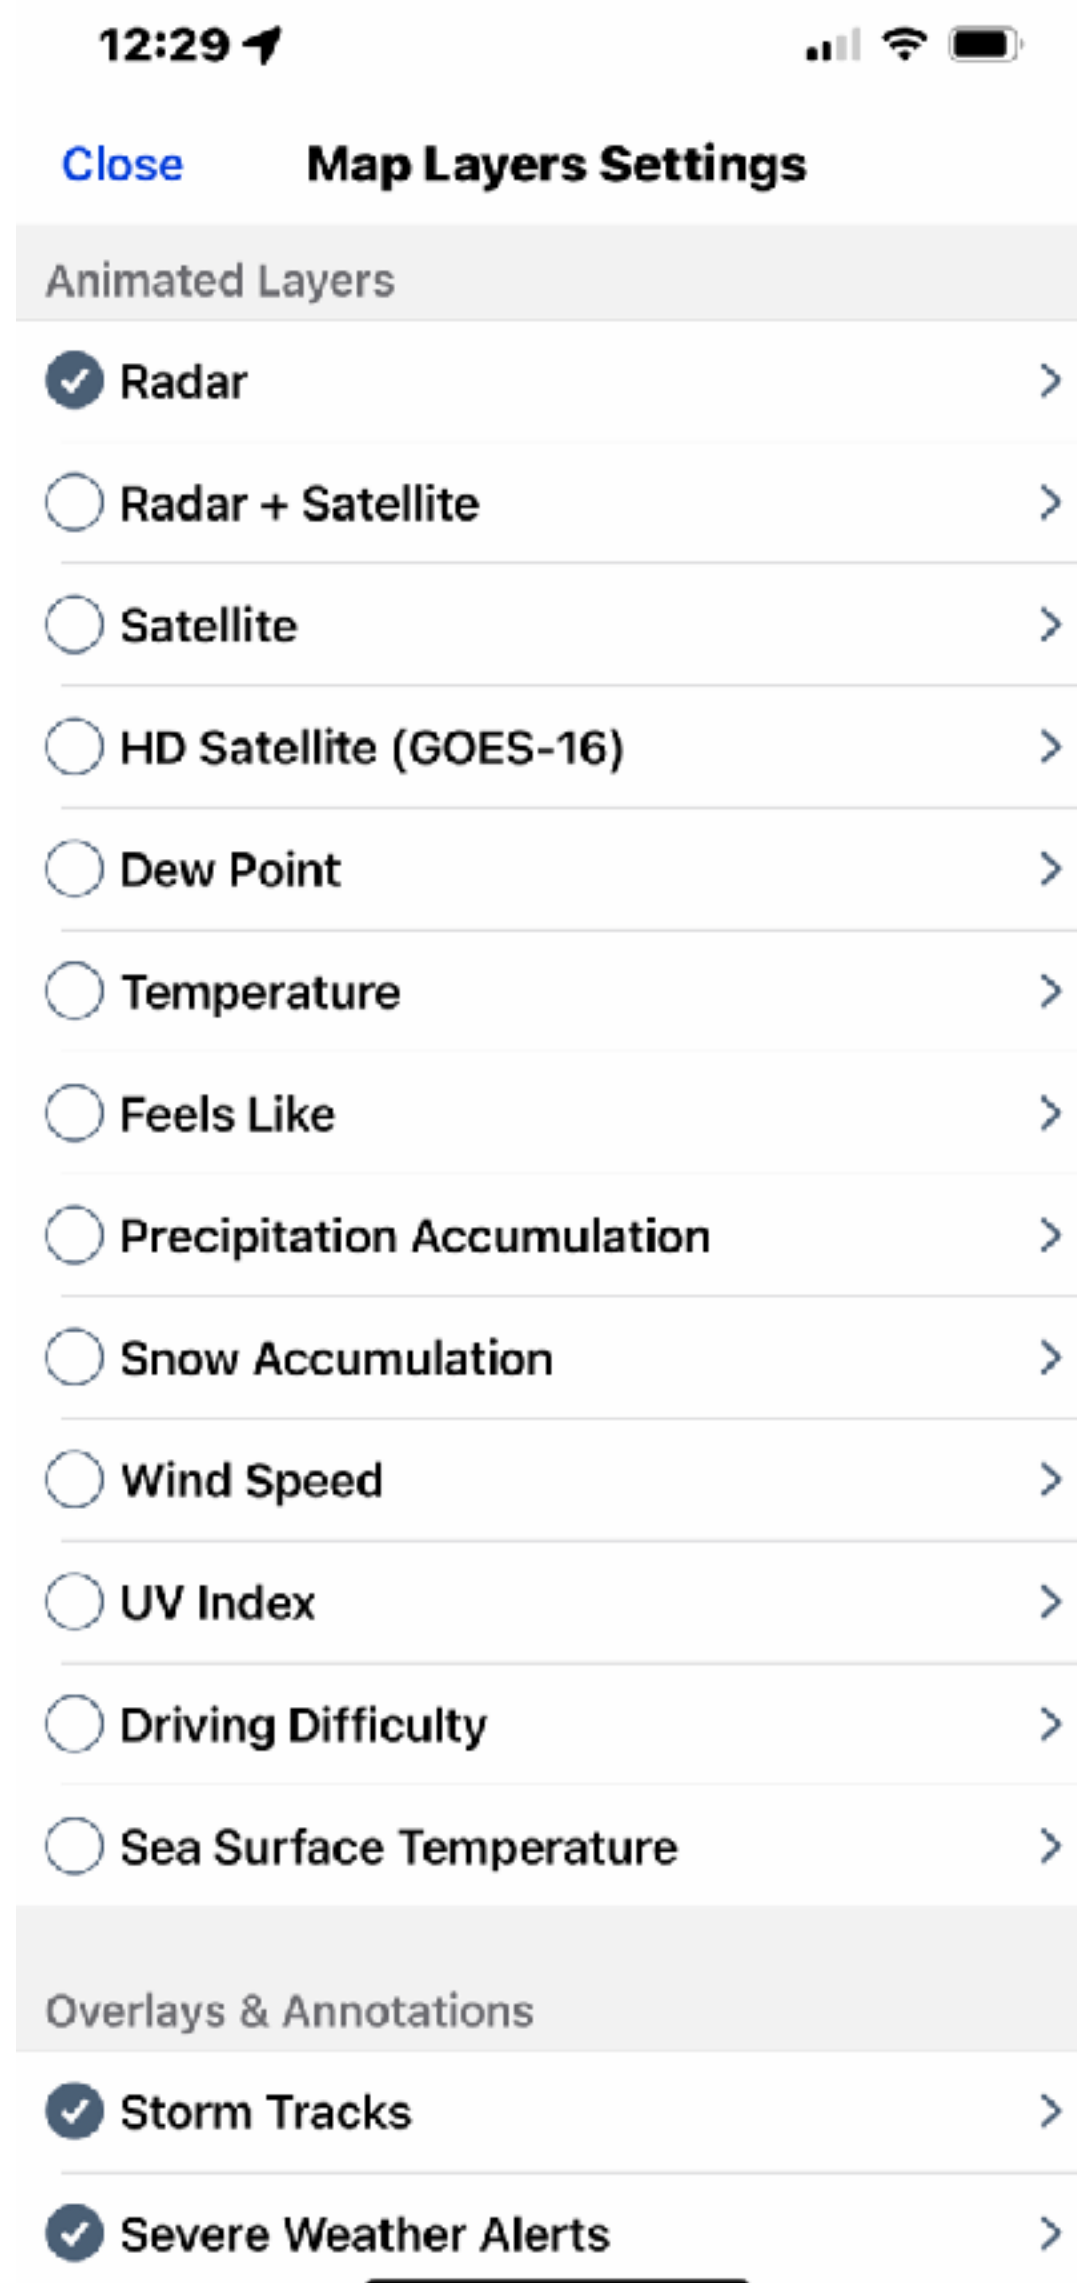 12:29
Close Map Layers Settings
Animated Layers
Radar
Radar + Satellite
Satellite
HD Satellite (GOES-16)
Dew Point
Temperature
Feels Like
Precipitation Accumulation
Snow Accumulation
Wind Speed
UV Index
Driving Difficulty
Sea Surface Temperature
Overlays & Annotations
Storm Tracks
Severe Weather Alerts